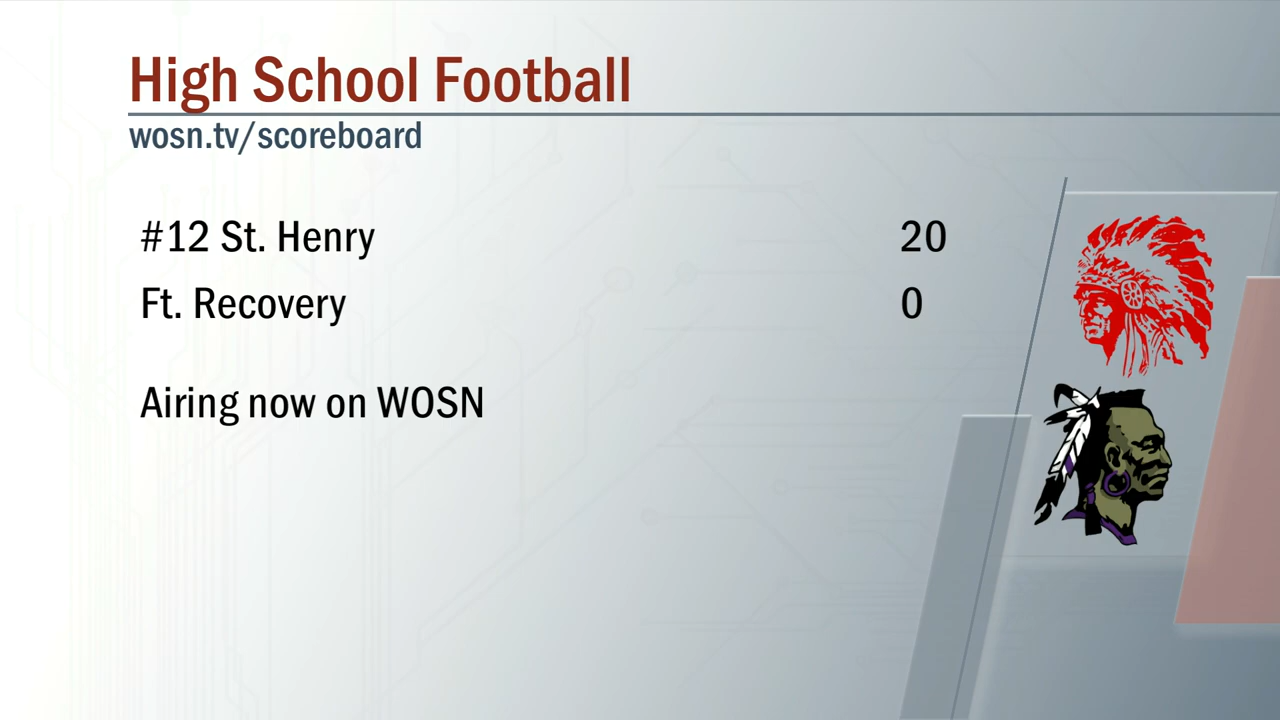 High School Football
wosn.tv/scoreboard
#12 St. Henry 20
Ft. Recovery 0
Airing now on WOSN